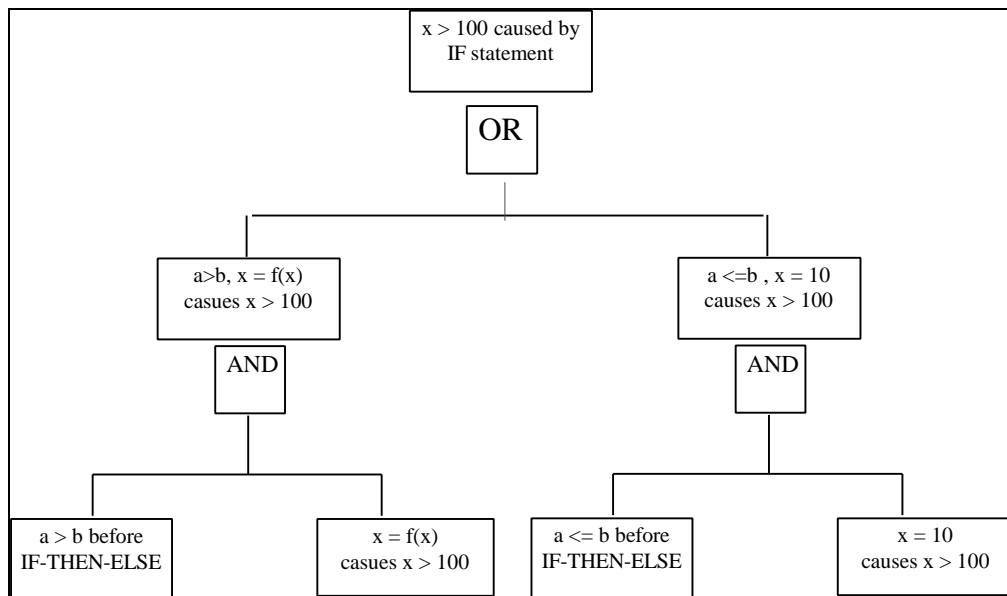 x > 100 caused by
IF statement
OR
a>b, x = f(x)
casues x > 100
a <=b , x = 10
causes x > 100
AND
AND
a > b before
IF-THEN-ELSE
x = f(x)
casues x > 100
a <= b before
IF-THEN-ELSE
x = 10
causes x > 100